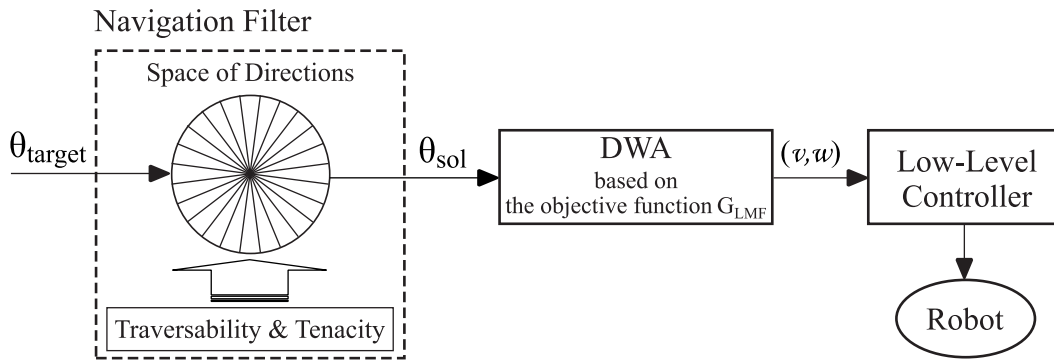 Navigation Filter
Space of Directions
θtarget
θsol
DWA
based on
the objective function GLMF
(v,w)
Low-Level
Controller
Traversability & Tenacity
Robot